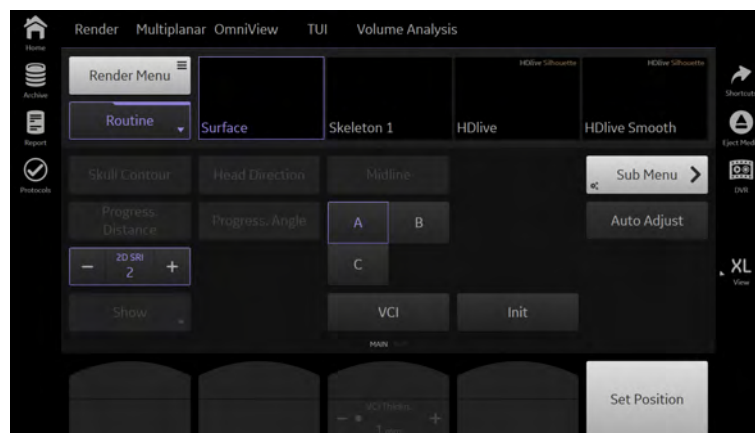 Render Multiplanar OmniView TUI Volume Analysis
Home
Archive
Report
Protocols
Render Menu
HDlive Silhouette
HDlive Silhouette
Routine
Surface
Skeleton 1
HDlive
HDlive Smooth
Shortcuts
Eject Media
DVR
Skull Contour
Head Direction
Midline
Sub Menu
Progress.
Distance
Progress. Angle
A
B
Auto Adjust
2D SRI
− 2 +
C
XL
View
Show
VCI
Init
MAIN
Set Position
VCI Thickn.
− 1 +